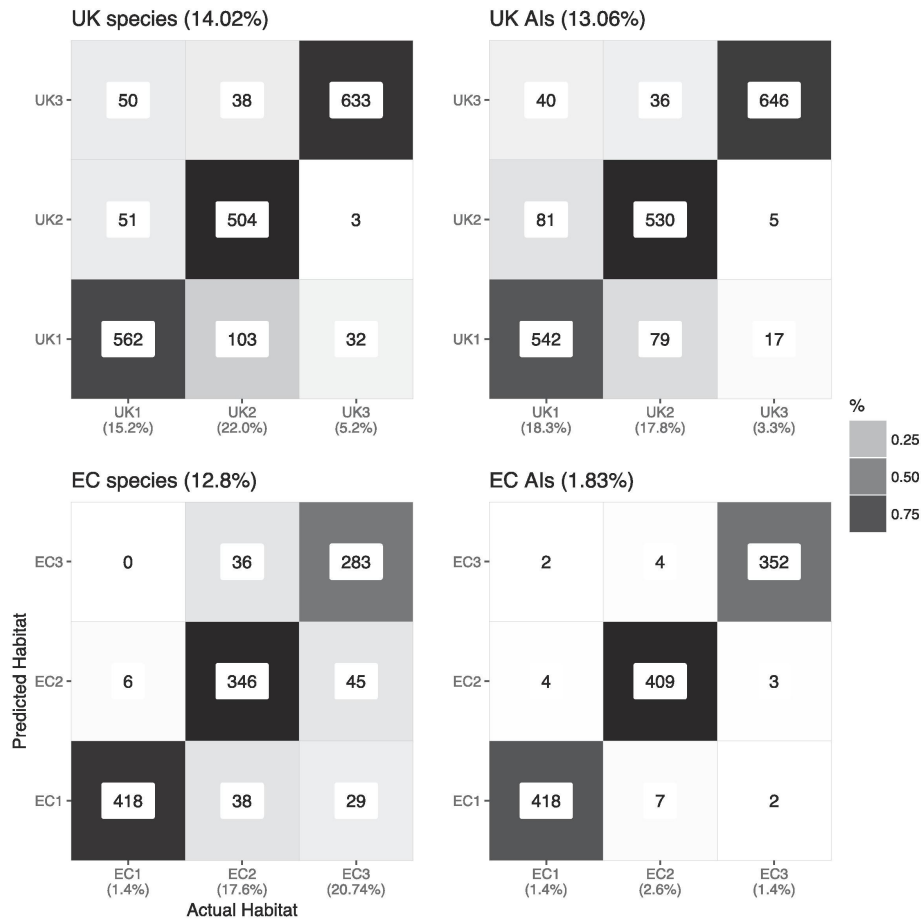 UK species (14.02%)
UK3
50
38
633
UK2
51
504
3
UK1
562
103
32
UK1
UK2
UK3
(15.2%)
(22.0%)
(5.2%)
UK AIs (13.06%)
UK3
40
36
646
UK2
81
530
5
UK1
542
79
17
UK1
UK2
UK3
(18.3%)
(17.8%)
(3.3%)
%
0.25
0.50
0.75
EC species (12.8%)
EC3
0
36
283
EC2
6
346
45
EC1
418
38
29
EC1
EC2
EC3
(1.4%)
(17.6%)
(20.74%)
Predicted Habitat
Actual Habitat
EC AIs (1.83%)
EC3
2
4
352
EC2
4
409
3
EC1
418
7
2
EC1
EC2
EC3
(1.4%)
(2.6%)
(1.4%)